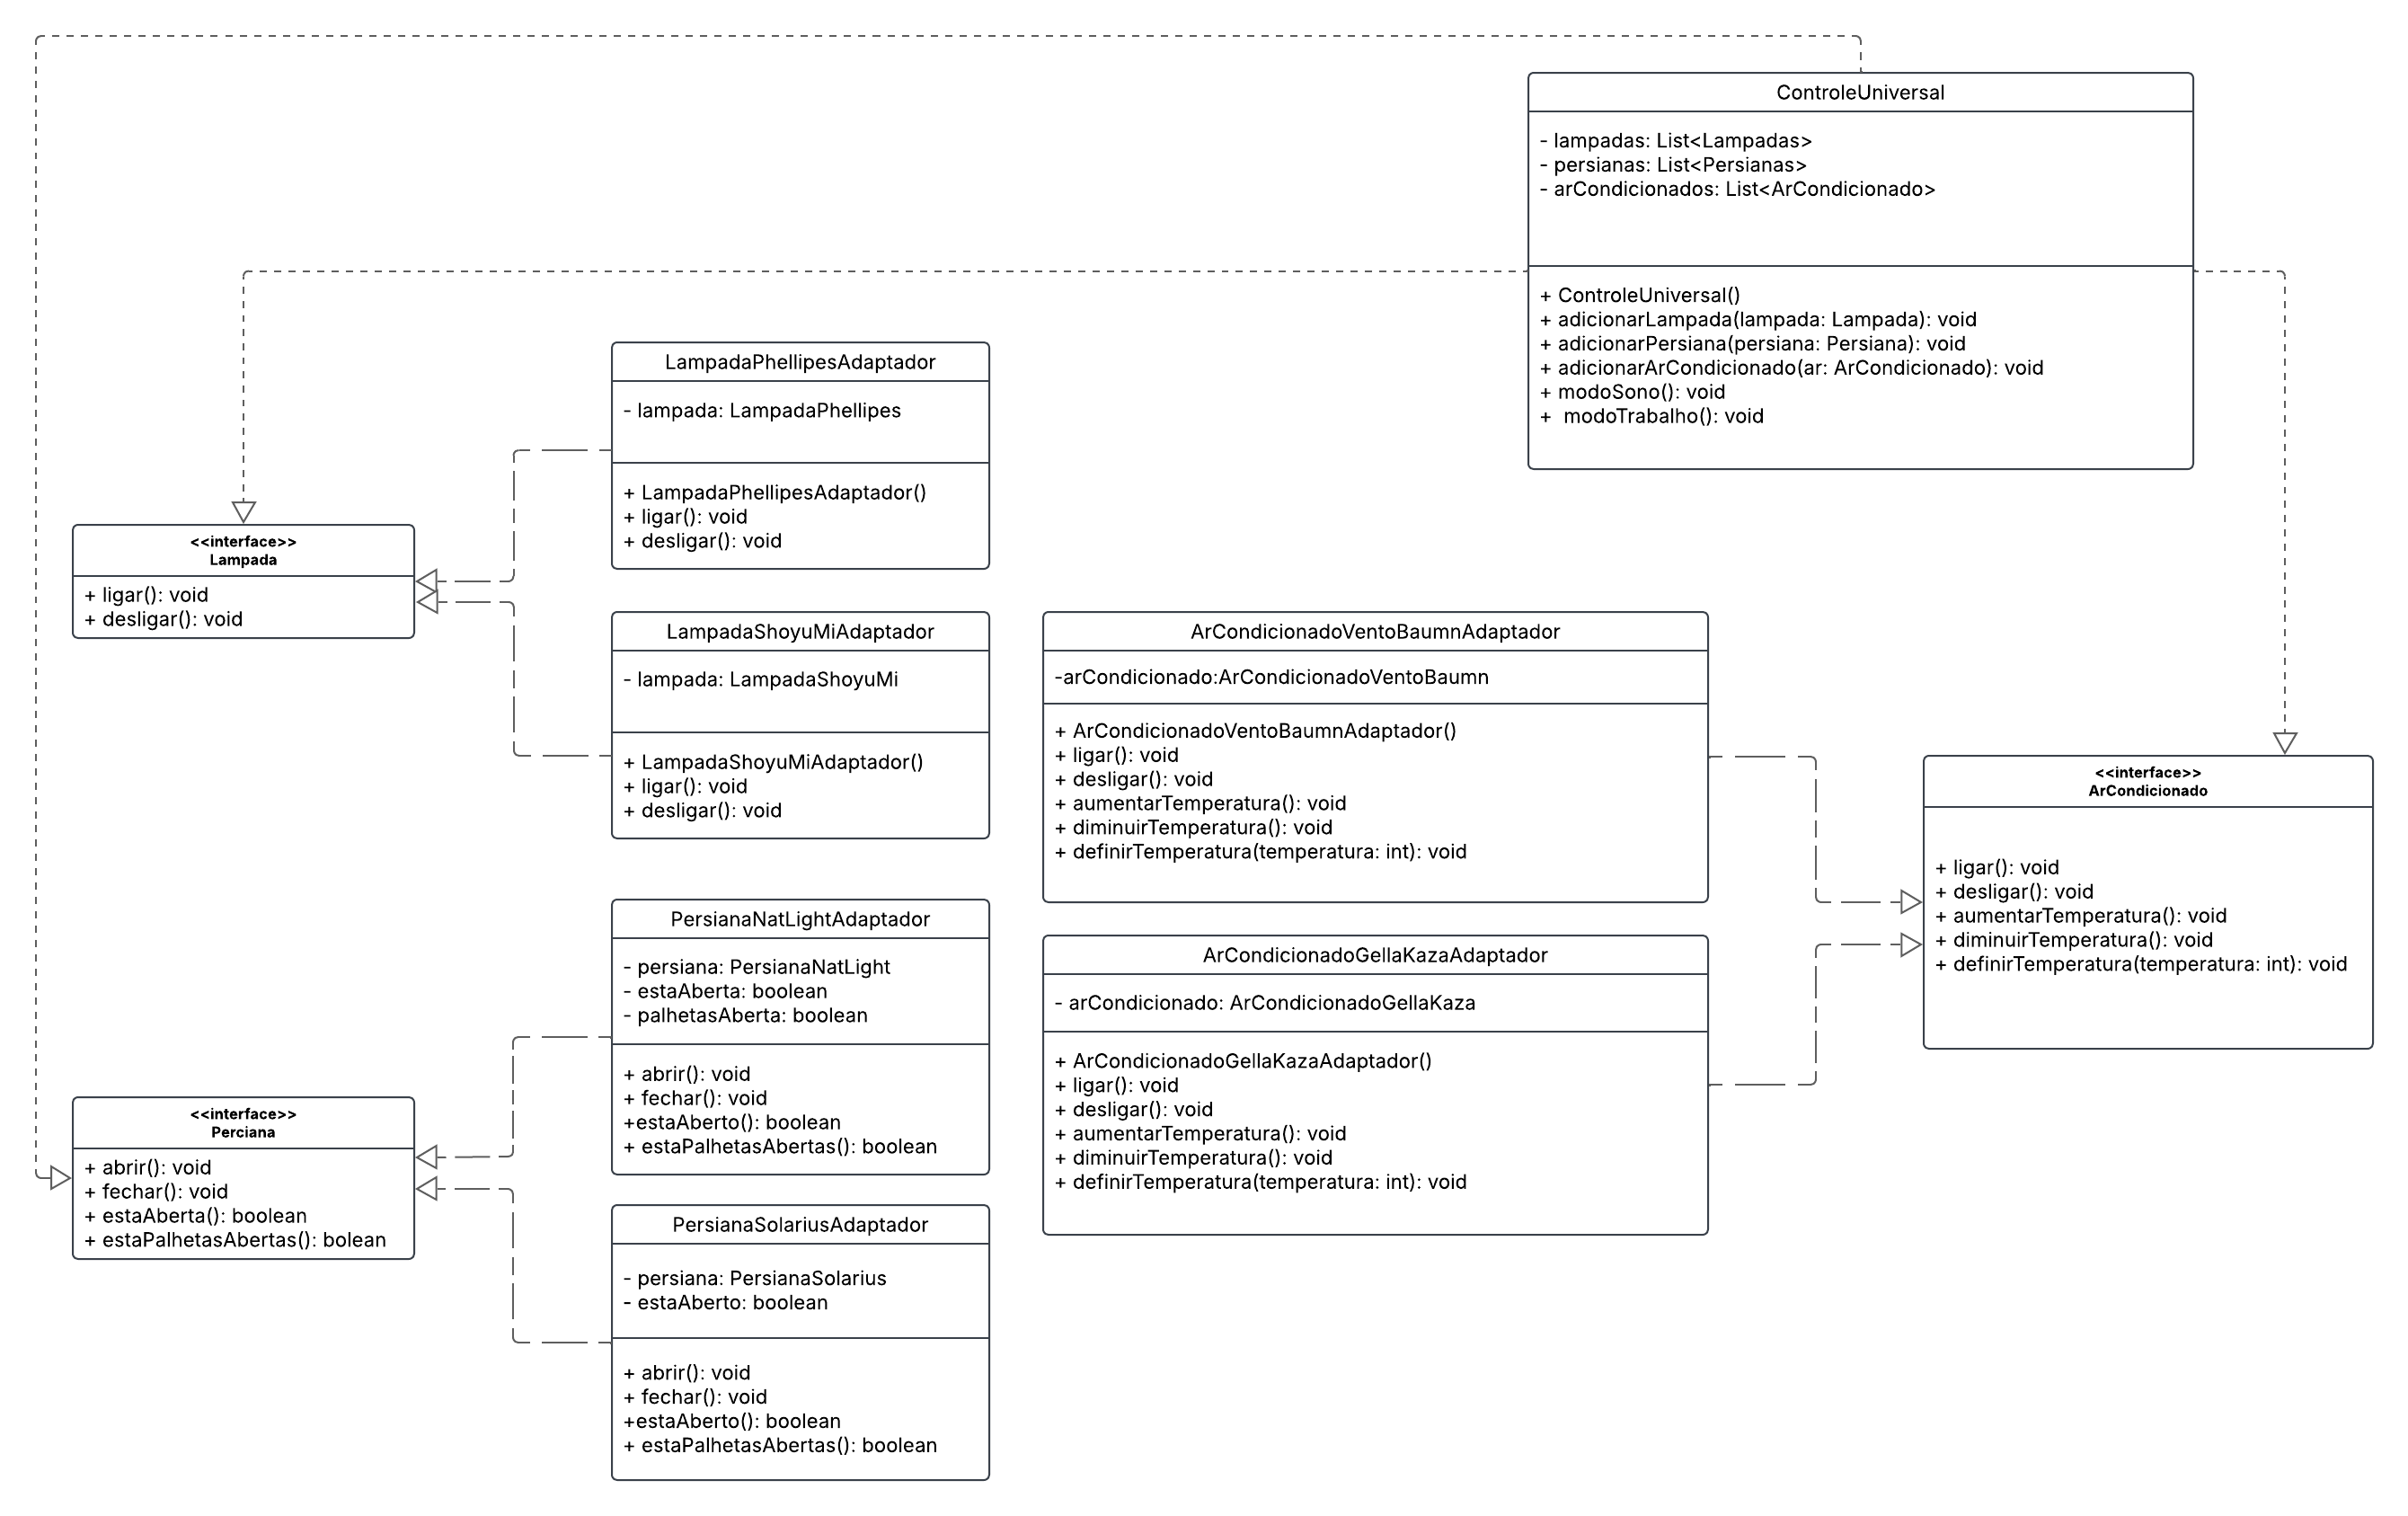 ControleUniversal
- lampadas: List<Lampadas>
- persianas: List<Persianas>
- arCondicionados: List<ArCondicionado>
+ ControleUniversal()
+ adicionarLampada(lampada: Lampada): void
+ adicionarPersiana(persiana: Persiana): void
+ adicionarArCondicionado(ar: ArCondicionado): void
+ modoSono(): void
+  modoTrabalho(): void
LampadaPhellipesAdaptador
- lampada: LampadaPhellipes
+ LampadaPhellipesAdaptador()
+ ligar(): void
+ desligar(): void
<<interface>>
Lampada
+ ligar(): void
+ desligar(): void
LampadaShoyuMiAdaptador
- lampada: LampadaShoyuMi
+ LampadaShoyuMiAdaptador()
+ ligar(): void
+ desligar(): void
ArCondicionadoVentoBaumnAdaptador
-arCondicionado:ArCondicionadoVentoBaumn
+ ArCondicionadoVentoBaumnAdaptador()
+ ligar(): void
+ desligar(): void
+ aumentarTemperatura(): void
+ diminuirTemperatura(): void
+ definirTemperatura(temperatura: int): void
<<interface>>
ArCondicionado
+ ligar(): void
+ desligar(): void
+ aumentarTemperatura(): void
+ diminuirTemperatura(): void
+ definirTemperatura(temperatura: int): void
PersianaNatLightAdaptador
- persiana: PersianaNatLight
- estaAberta: boolean
- palhetasAberta: boolean
+ abrir(): void
+ fechar(): void
+estaAberto(): boolean
+ estaPalhetasAbertas(): boolean
ArCondicionadoGellaKazaAdaptador
- arCondicionado: ArCondicionadoGellaKaza
+ ArCondicionadoGellaKazaAdaptador()
+ ligar(): void
+ desligar(): void
+ aumentarTemperatura(): void
+ diminuirTemperatura(): void
+ definirTemperatura(temperatura: int): void
<<interface>>
Perciana
+ abrir(): void
+ fechar(): void
+ estaAberta(): boolean
+ estaPalhetasAbertas(): bolean
PersianaSolariusAdaptador
- persiana: PersianaSolarius
- estaAberto: boolean
+ abrir(): void
+ fechar(): void
+estaAberto(): boolean
+ estaPalhetasAbertas(): boolean